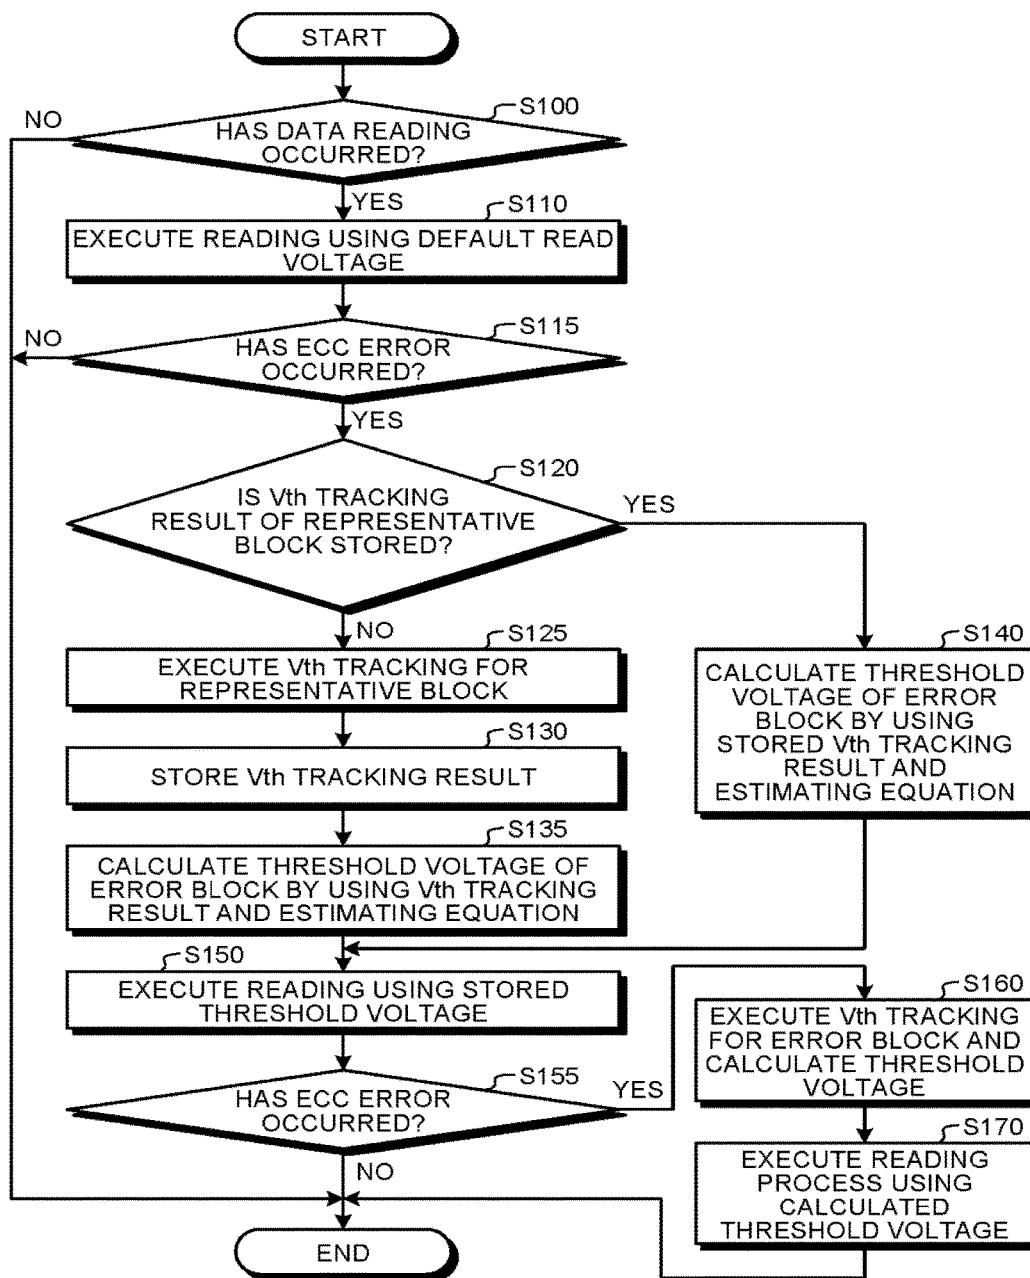 START
S100
NO
HAS DATA READING
OCCURRED?
YES
S110
EXECUTE READING USING DEFAULT READ
VOLTAGE
S115
NO
HAS ECC ERROR
OCCURRED?
YES
S120
IS Vth TRACKING
RESULT OF REPRESENTATIVE
BLOCK STORED?
YES
NO
S125
EXECUTE Vth TRACKING FOR
REPRESENTATIVE BLOCK
S130
STORE Vth TRACKING RESULT
S135
CALCULATE THRESHOLD VOLTAGE OF
ERROR BLOCK BY USING Vth TRACKING
RESULT AND ESTIMATING EQUATION
S140
CALCULATE THRESHOLD
VOLTAGE OF ERROR
BLOCK BY USING
STORED Vth TRACKING
RESULT AND
ESTIMATING EQUATION
S150
EXECUTE READING USING STORED
THRESHOLD VOLTAGE
S155
HAS ECC ERROR
OCCURRED?
YES
NO
S160
EXECUTE Vth TRACKING
FOR ERROR BLOCK AND
CALCULATE THRESHOLD
VOLTAGE
S170
EXECUTE READING
PROCESS USING
CALCULATED
THRESHOLD VOLTAGE
END